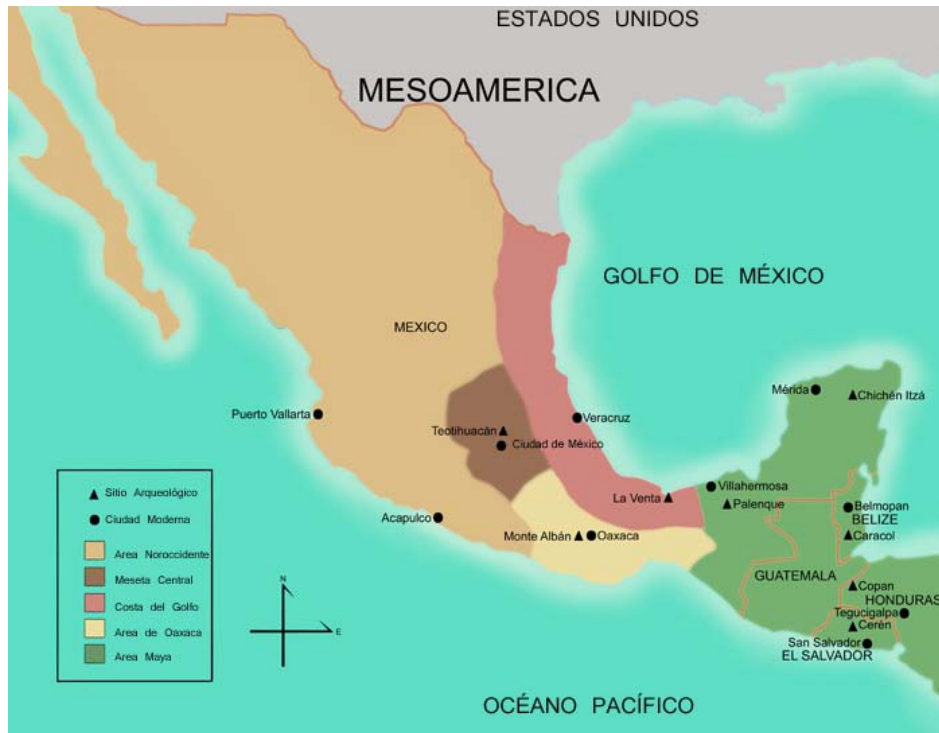 ESTADOS UNIDOS
MESOAMERICA
GOLFO DE MÉXICO
MEXICO
Mérida
Chichén Itzá
Puerto Vallarta
Veracruz
Teotihuacán
Ciudad de México
Villahermosa
La Venta
Palenque
Belmopan
BELIZE
Acapulco
Monte Albán
Oaxaca
Caracol
GUATEMALA
Copan
HONDURAS
Tegucigalpa
Cerén
San Salvador
EL SALVADOR
Sitio Arqueológico
Ciudad Moderna
Area Noroccidente
Meseta Central
Costa del Golfo
Area de Oaxaca
Area Maya
N
E
OCÉANO PACÍFICO